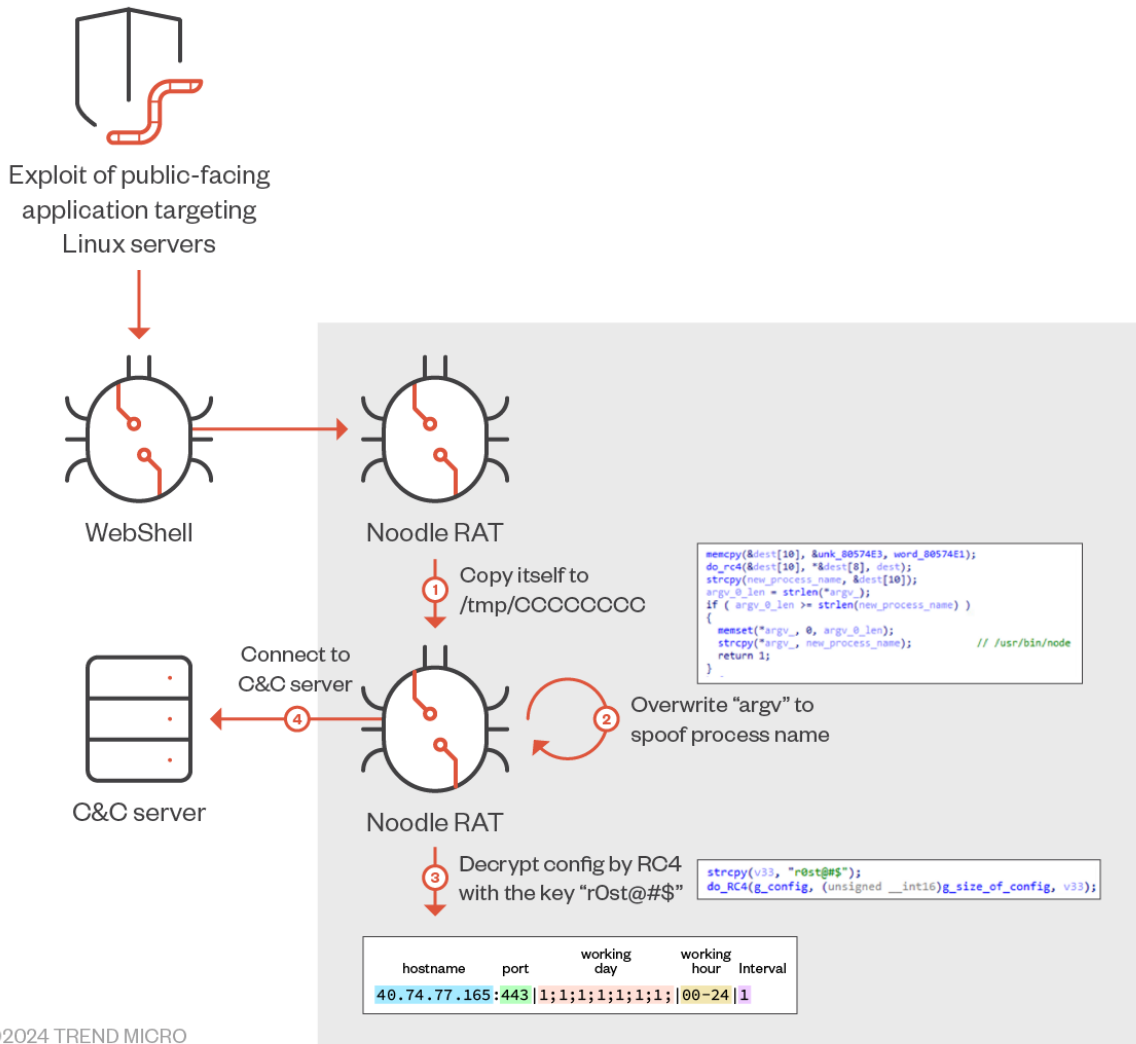 Exploit of public-facing
application targeting
Linux servers
WebShell
Noodle RAT
1
Copy itself to
/tmp/CCCCCCCC
memcpy(&dest[10], &unk_80574E3, word_80574E1);
do_rc4(&dest[10], *&dest[8], dest);
strcpy(new_process_name, &dest[10]);
argv_0_len = strlen(*argv_);
if ( argv_0_len >= strlen(new_process_name) )
{
memset(*argv_, 0, argv_0_len);
strcpy(*argv_, new_process_name); // /usr/bin/node
return 1;
}
Connect to
C&C server
4
2
Overwrite “argv” to
spoof process name
C&C server
Noodle RAT
3
Decrypt config by RC4
with the key “r0st@#$”
strcpy(v33, "r0st@#$");
do_RC4(g_config, (unsigned __int16)g_size_of_config, v33);
hostname port working day working hour Interval
40.74.77.165:443|1;1;1;1;1;1;1;|00-24|1
2024 TREND MICRO